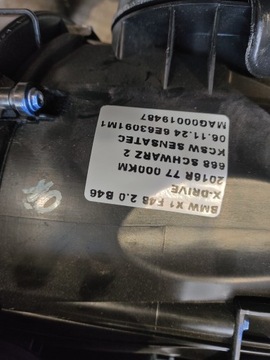 BMW X1 F48 2.0 B46
X-DRIVE
2016R 77 000KM
668 SCHWARZ 2
KCSW SENSATEC
06.11.24 6E63091M1
MAG00019487